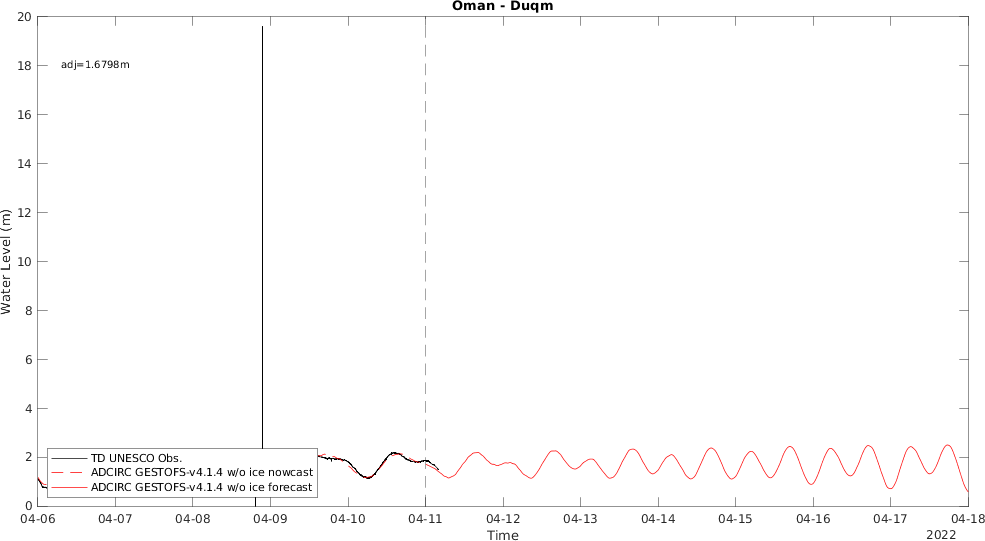 Oman - Duqm
20
18
16
14
12
10
8
6
4
2
0
adj=1.6798m
Water Level (m)
TD UNESCO Obs.
ADCIRC GESTOFS-v4.1.4 w/o ice nowcast
ADCIRC GESTOFS-v4.1.4 w/o ice forecast
04-06 04-07 04-08 04-09 04-10 04-11 04-12 04-13 04-14 04-15 04-16 04-17 04-18
Time
2022